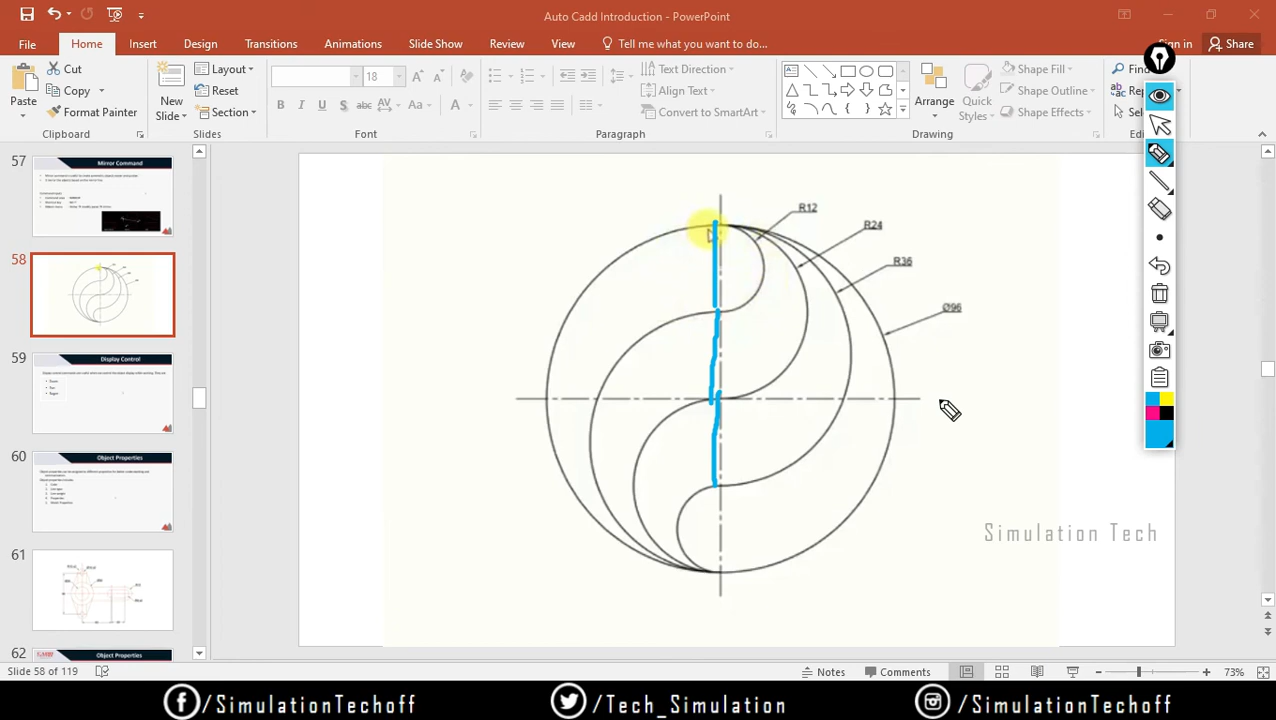 Auto Cadd Introduction - PowerPoint
File Home Insert Design Transitions Animations Slide Show Review View Tell me what you want to do... Sign in Share
Paste
Cut
Copy
Format Painter
Clipboard
New Slide
Layout
Reset
Section
Slides
18
B I U S abc AV Aa A
Font
Text Direction
Align Text
Convert to SmartArt
Paragraph
Arrange
Quick Styles
Shape Fill
Shape Outline
Shape Effects
Drawing
57
Mirror Command
58
59
Display Control
60
Object Properties
61
62
Object Properties
R12
R24
R36
Ø96
Simulation Tech
Slide 58 of 119
Notes
Comments
73%
/SimulationTechoff
/Tech_Simulation
/SimulationTechoff